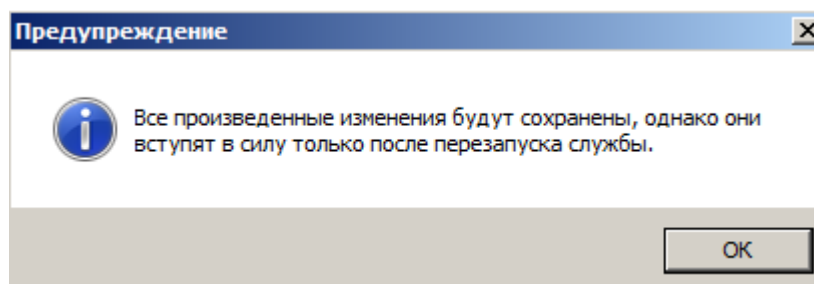 Предупреждение
Все произведенные изменения будут сохранены, однако они
вступят в силу только после перезапуска службы.
OK